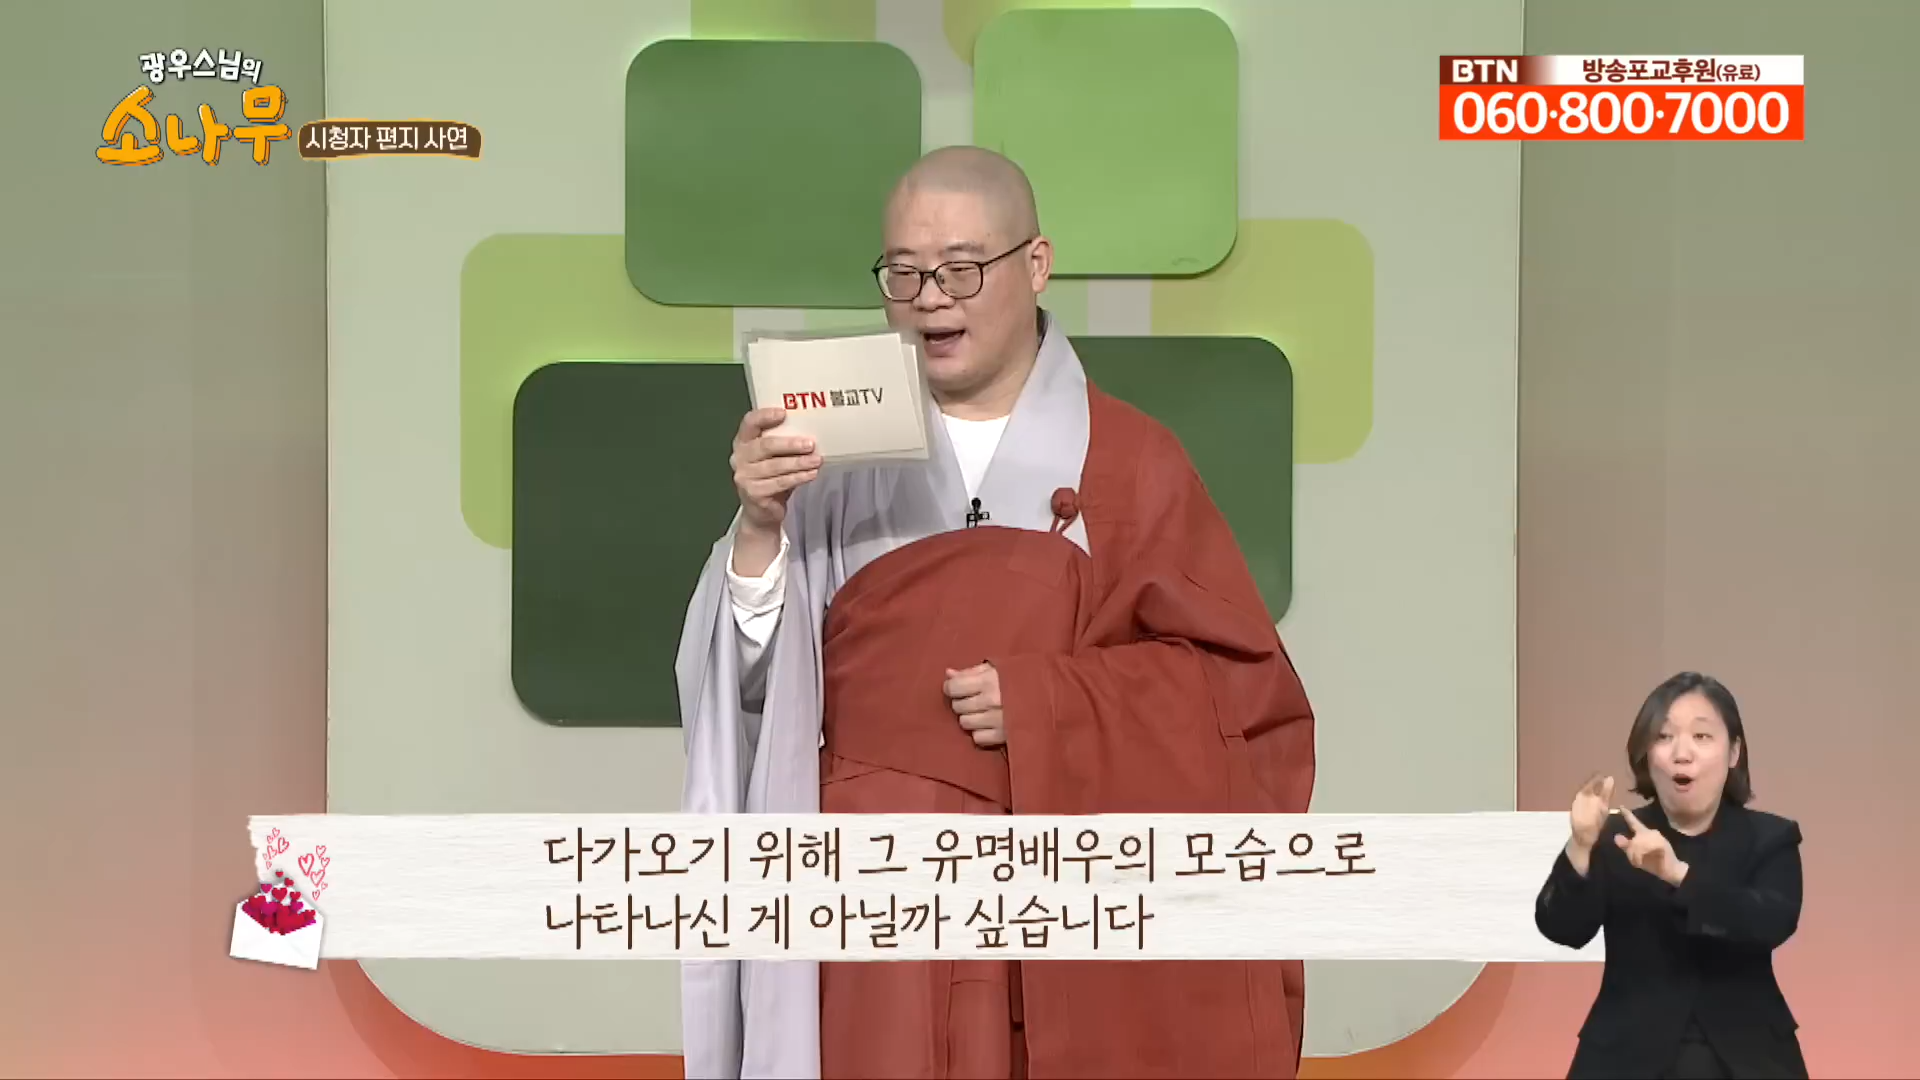 광우스님의
소나무
시청자 편지 사연
BTN 방송포교후원(유료)
060·800·7000
BTN 불교TV
다가오기 위해 그 유명배우의 모습으로
나타나신 게 아닐까 싶습니다